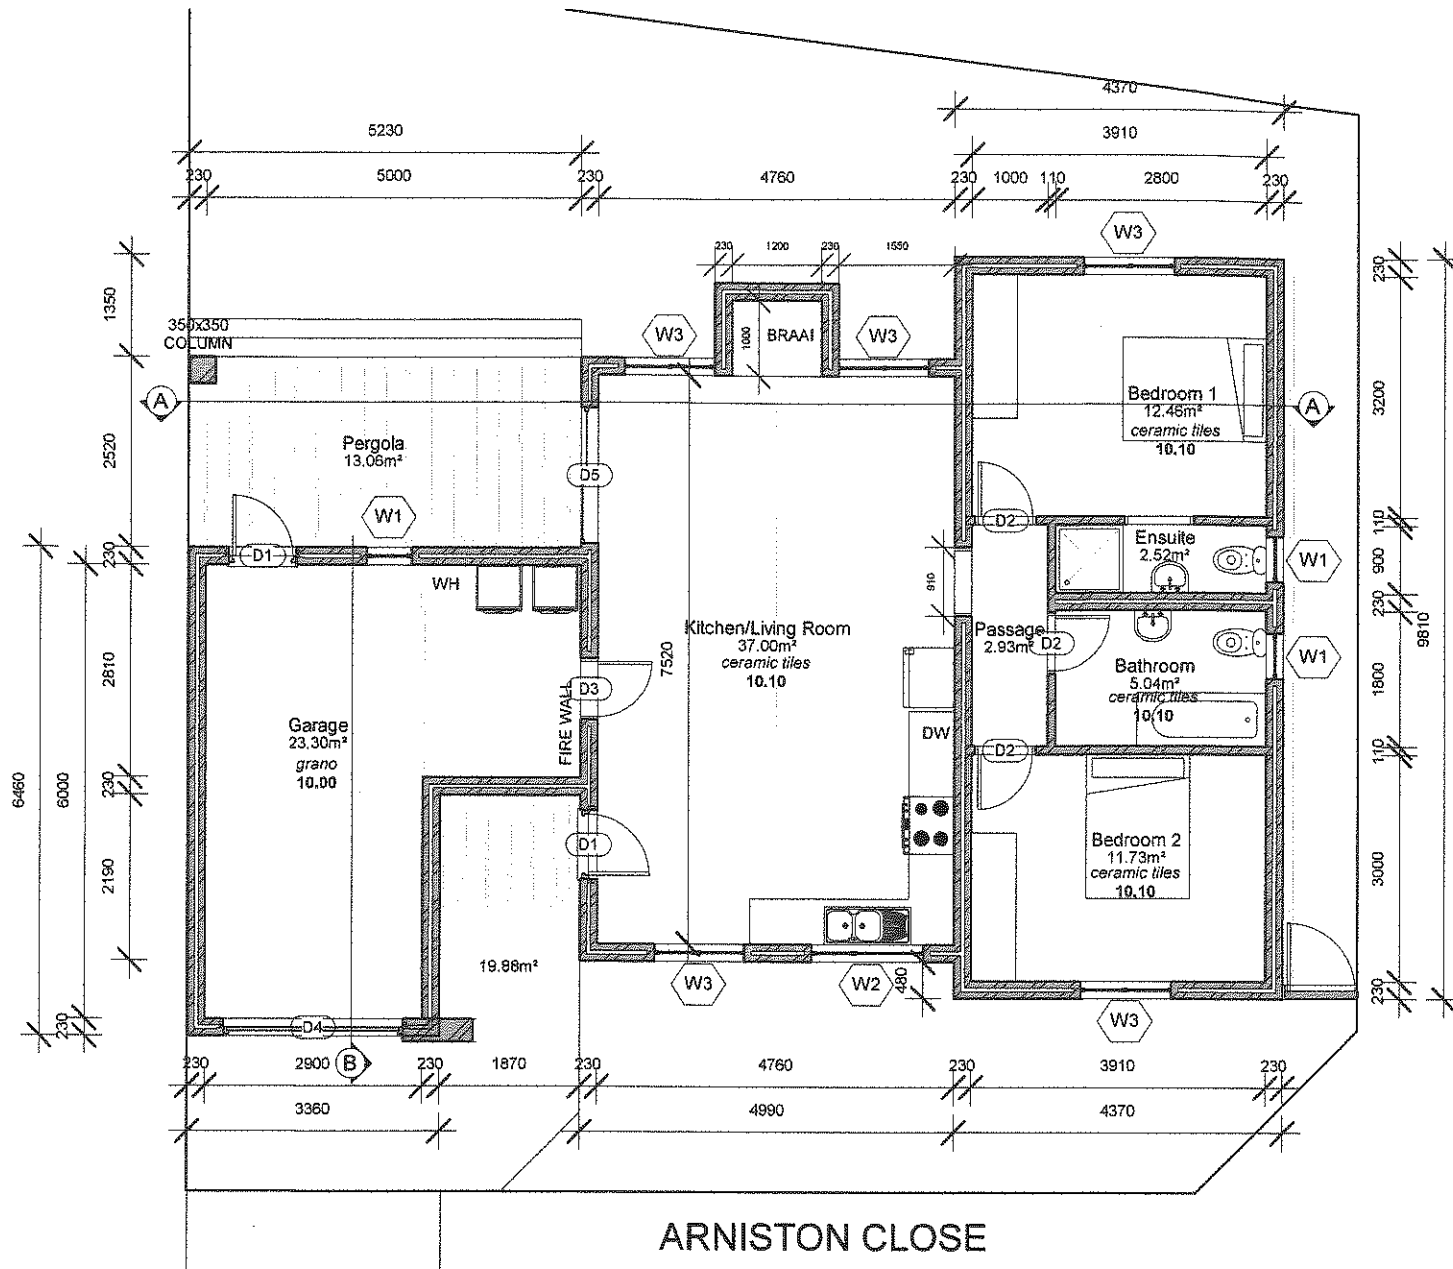 4370
5230
3910
230
5000
230
4760
230
1000
110
2800
230
W3
230
1200
230
1550
230
1350
350x350
COLUMN
W3
1000
BRAAI
W3
A
Bedroom 1
12.46m²
ceramic tiles
10.10
3200
A
Pergola
13.06m²
2520
D5
W1
D2
110
Ensuite
2.52m²
230
D1
WH
910
W1
900
230
9810
Kitchen/Living Room
37.00m²
ceramic tiles
10.10
7520
Passage
2.93m²
D2
Bathroom
5.04m²
ceramic tiles
10.10
W1
1800
2810
D3
FIRE WALL
Garage
23.30m²
grano
10.00
DW
D2
110
6460
6000
230
2190
D1
Bedroom 2
11.73m²
ceramic tiles
10.10
3000
19.88m²
W3
W2
480
230
D4
230
W3
B
230
2900
230
1870
230
4760
230
3910
230
3360
4990
4370
ARNISTON CLOSE